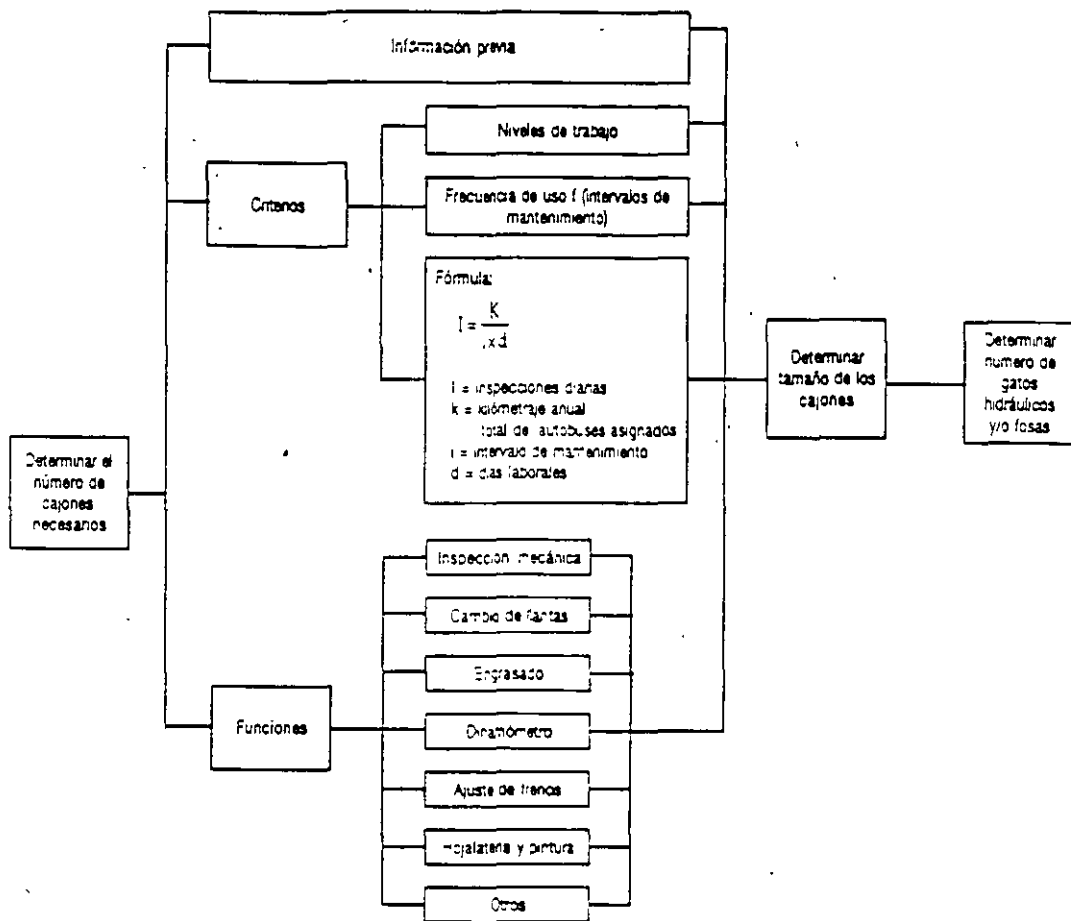 Información previa
Niveles de trabajo
Criterios
Frecuencia de uso f (intervalos de
mantenimiento)
Fórmula:
I = K
i x d
I = inspecciones diarias
k = kilómetraje anual
total de autobuses asignados
i = intervalo de mantenimiento
d = días laborales
Determinar
tamaño de los
cajones
Determinar
número de
gatos
hidráulicos
y/o fosas
Determinar el
número de
cajones
necesarios
Inspección mecánica
Cambio de llantas
Engrasado
Funciones
Dinamómetro
Ajuste de frenos
Hojalatería y pintura
Otros